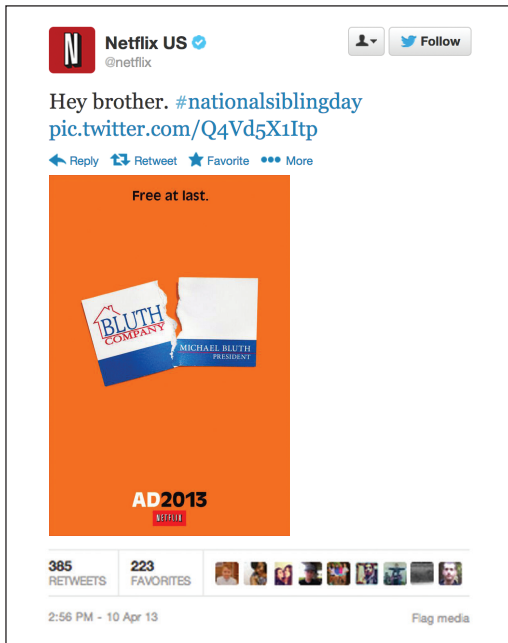 N
Netflix US
@netflix
Follow
Hey brother. #nationalsiblingday
pic.twitter.com/Q4Vd5X1Itp
Reply Retweet Favorite More
Free at last.
BLUTH
COMPANY
MICHAEL BLUTH
PRESIDENT
AD2013
NETFLIX
385
RETWEETS
223
FAVORITES
2:56 PM - 10 Apr 13
Flag media